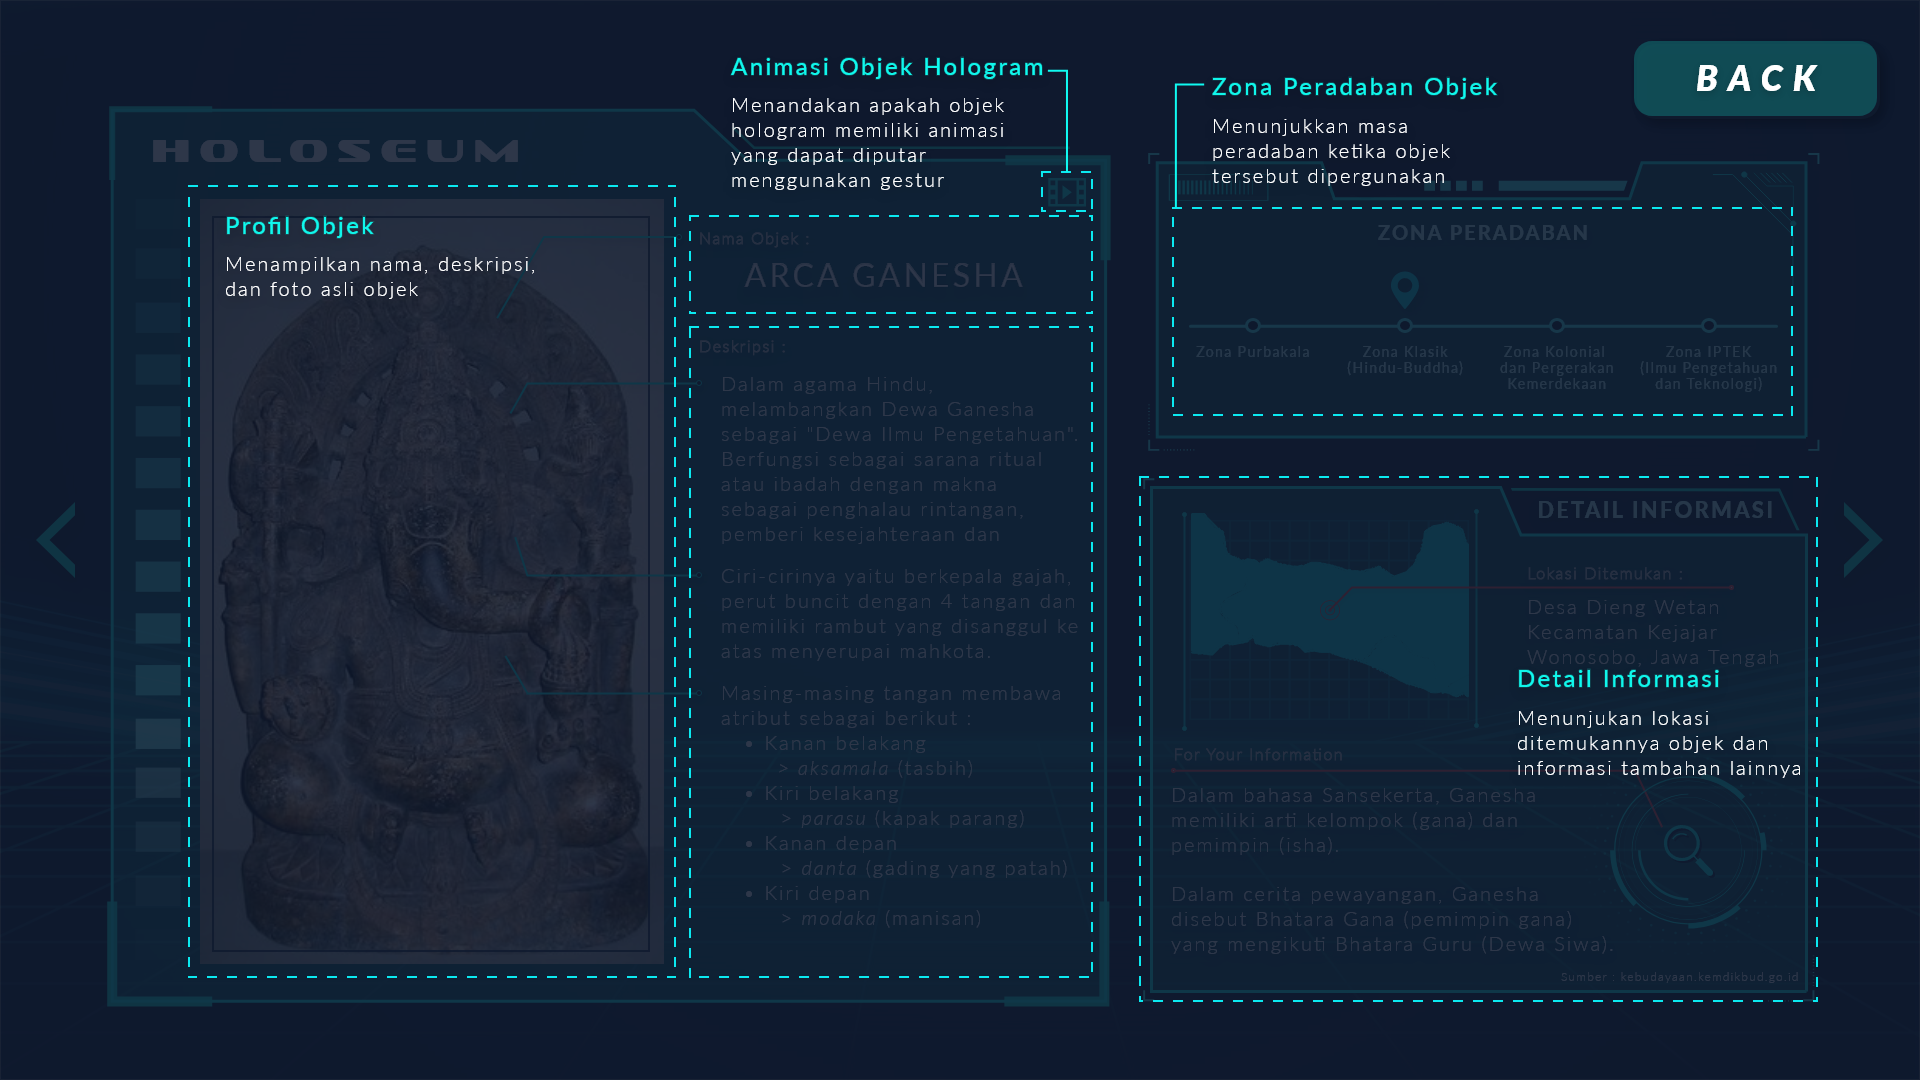 Animasi Objek Hologram
Menandakan apakah objek
hologram memiliki animasi
yang dapat diputar
menggunakan gestur
Zona Peradaban Objek
Menunjukkan masa
peradaban ketika objek
tersebut dipergunakan
BACK
HOLOSEUM
Profil Objek
Menampilkan nama, deskripsi,
dan foto asli objek
Nama Objek :
ARCA GANESHA
Deskripsi :
Dalam agama Hindu,
melambangkan Dewa Ganesha
sebagai "Dewa Ilmu Pengetahuan".
Berfungsi sebagai sarana ritual
atau ibadah dengan makna
sebagai penghalau rintangan,
pemberi kesejahteraan dan
Ciri-cirinya yaitu berkepala gajah,
perut buncit dengan 4 tangan dan
memiliki rambut yang disanggul ke
atas menyerupai mahkota.
Masing-masing tangan membawa
atribut sebagai berikut :
• Kanan belakang
> aksamala (tasbih)
• Kiri belakang
> parasu (kapak parang)
• Kanan depan
> danta (gading yang patah)
• Kiri depan
> modaka (manisan)
ZONA PERADABAN
Zona Purbakala
Zona Klasik
(Hindu-Buddha)
Zona Kolonial
dan Pergerakan
Kemerdekaan
Zona IPTEK
(Ilmu Pengetahuan
dan Teknologi)
DETAIL INFORMASI
Lokasi Ditemukan :
Desa Dieng Wetan
Kecamatan Kejajar
Wonosobo, Jawa Tengah
Detail Informasi
Menunjukan lokasi
ditemukannya objek dan
informasi tambahan lainnya
For Your Information
Dalam bahasa Sansekerta, Ganesha
memiliki arti kelompok (gana) dan
pemimpin (isha).
Dalam cerita pewayangan, Ganesha
disebut Bhatara Gana (pemimpin gana)
yang mengikuti Bhatara Guru (Dewa Siwa).
Sumber : kebudayaan.kemdikbud.go.id